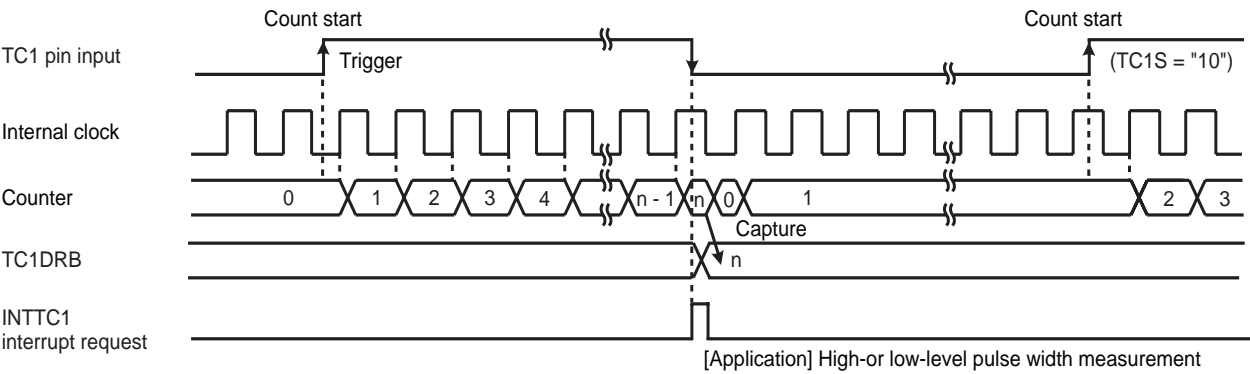 Count start
Count start
TC1 pin input
Trigger
(TC1S = "10")
Internal clock
Counter
0
1
2
3
4
n - 1
n
0
1
2
3
Capture
TC1DRB
n
INTTC1
interrupt request
[Application] High-or low-level pulse width measurement